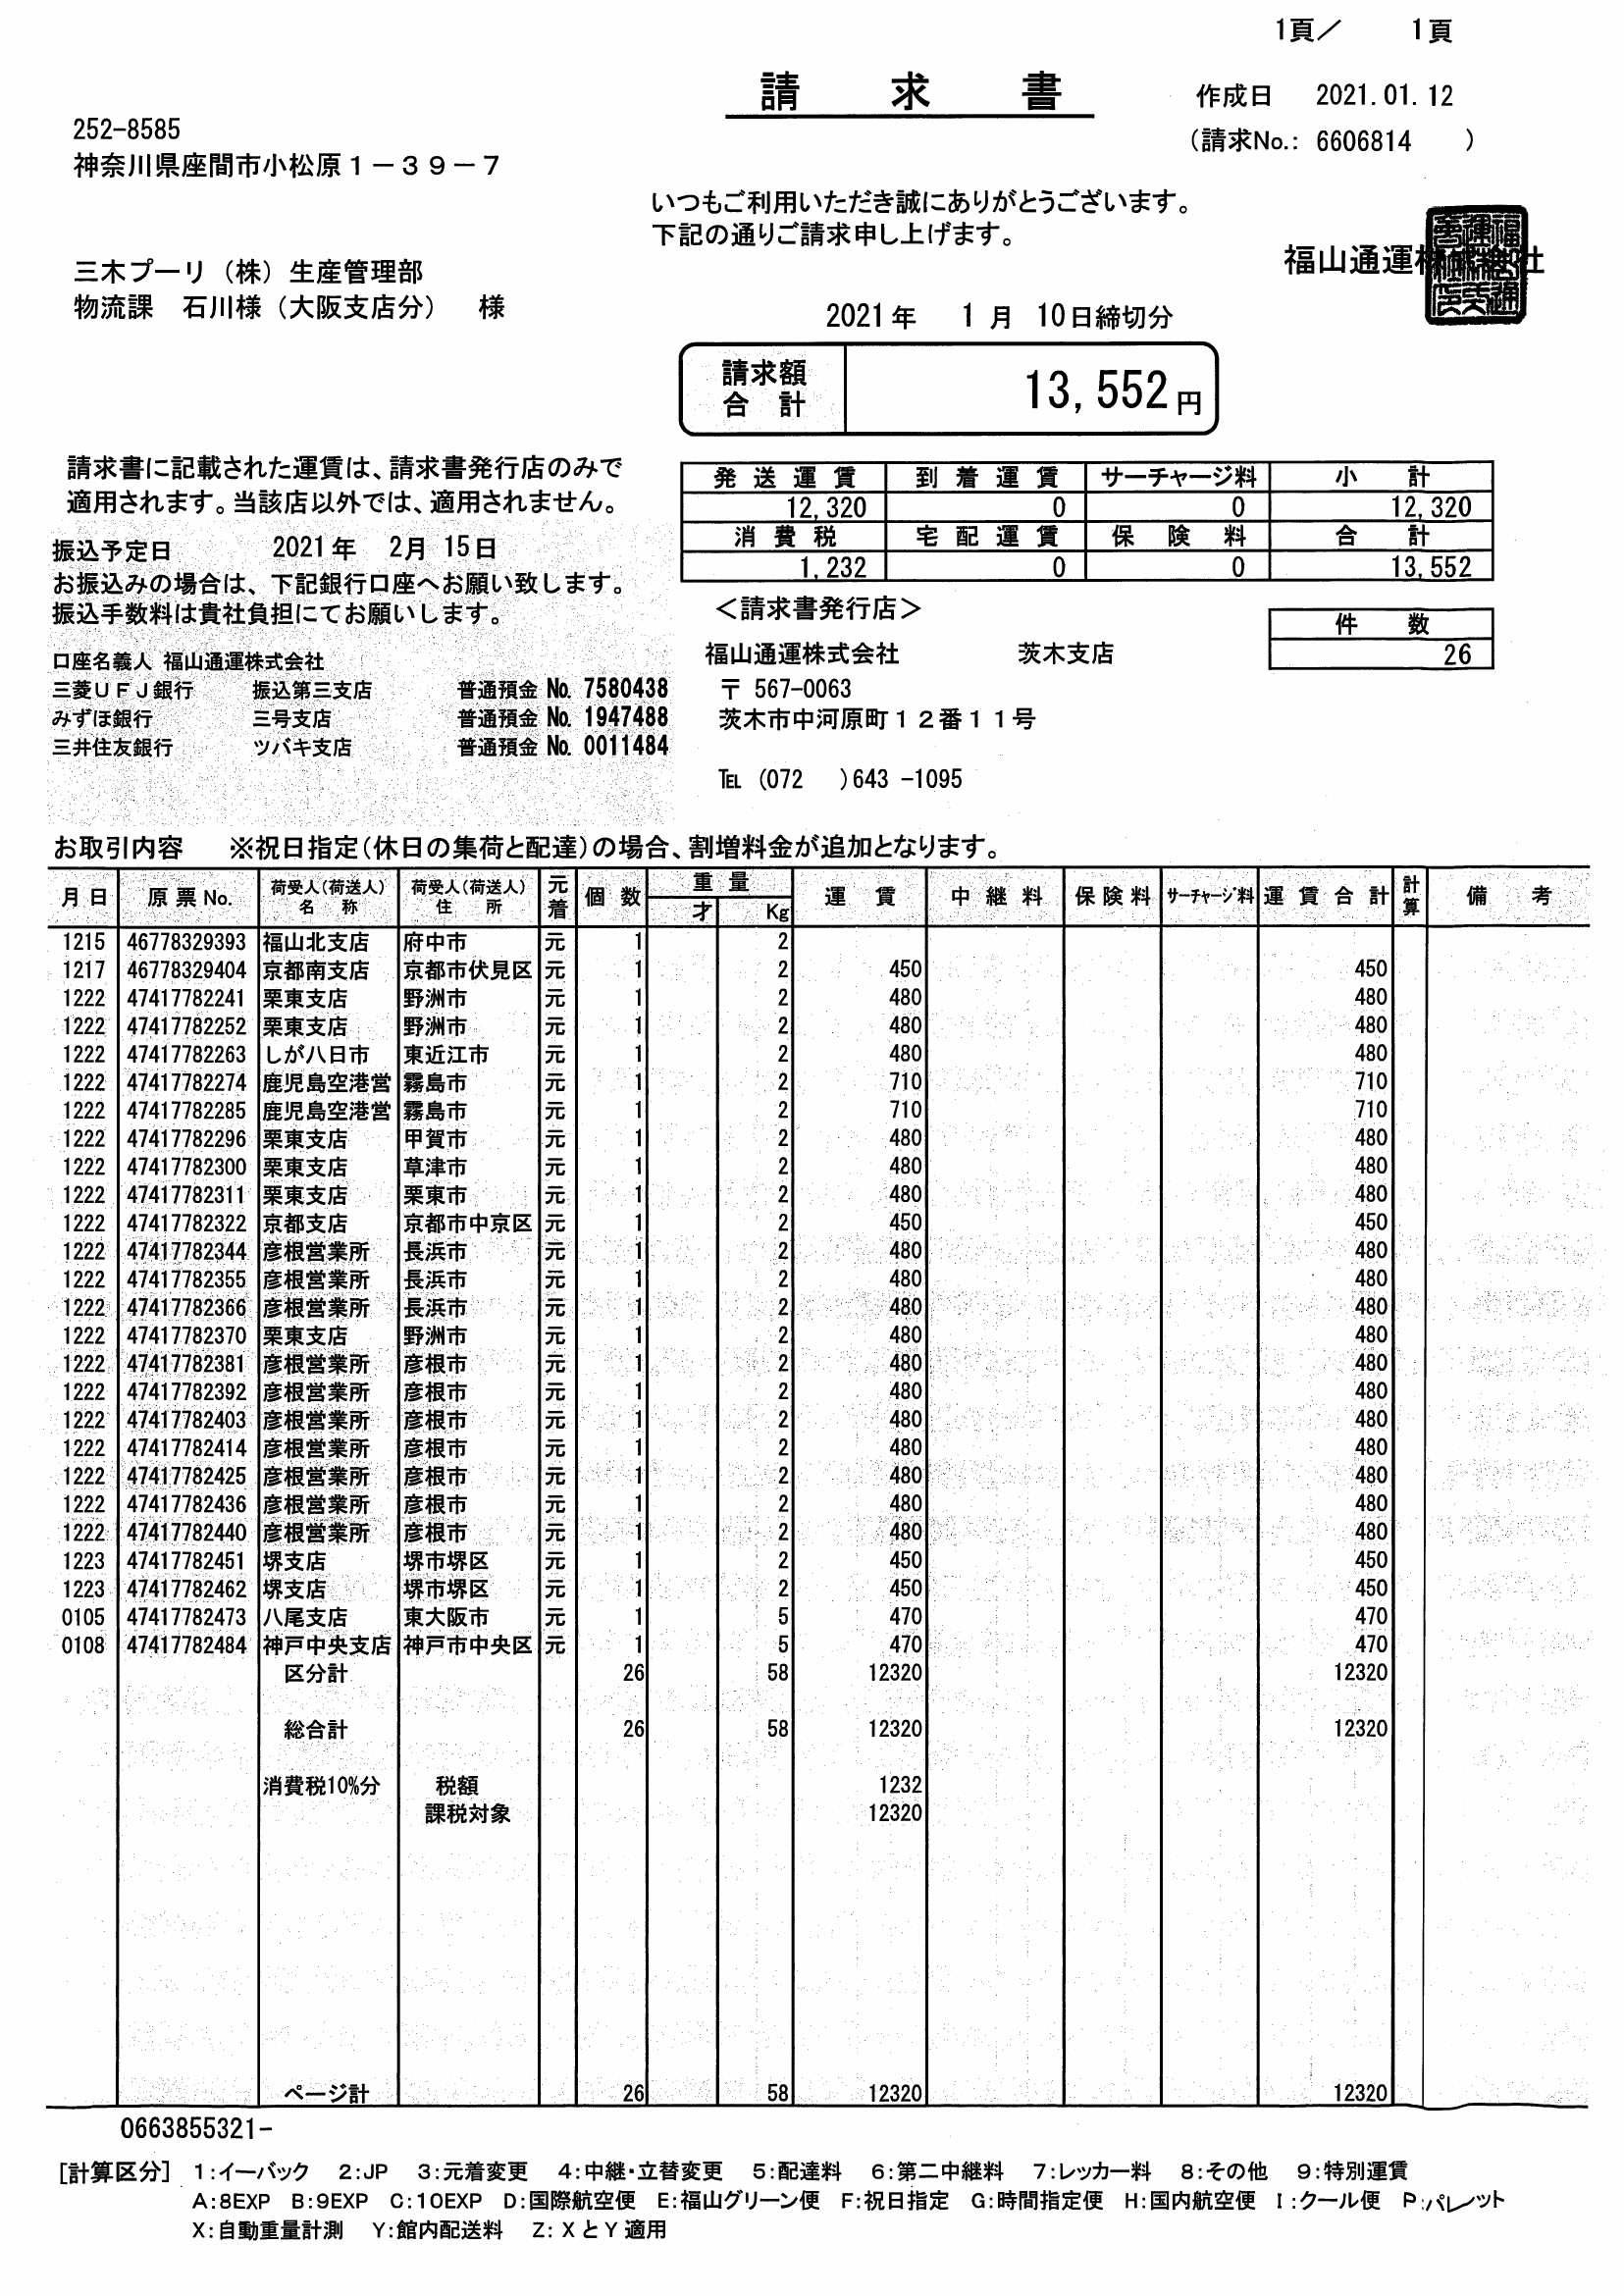 1頁／　1頁
請　求　書
作成日　2021.01.12
(請求No.: 6606814 )
252-8585
神奈川県座間市小松原１－３９－７
いつもご利用いただき誠にありがとうございます。
下記の通りご請求申し上げます。
福山通運株式会社
三木プーリ（株）生産管理部
物流課　石川様（大阪支店分）　様
2021年　1月　10日締切分
請求額合計　13,552円
請求書に記載された運賃は、請求書発行店のみで
適用されます。当該店以外では、適用されません。
発送運賃　到着運賃　サーチャージ料　小計
12,320　0　0　12,320
消費税　宅配運賃　保険料　合計
1,232　0　0　13,552
振込予定日　2021年　2月　15日
お振込みの場合は、下記銀行口座へお願い致します。
振込手数料は貴社負担にてお願いします。
口座名義人 福山通運株式会社
三菱ＵＦＪ銀行　振込第三支店　普通預金 No. 7580438
みずほ銀行　三号支店　普通預金 No. 1947488
三井住友銀行　ツバキ支店　普通預金 No. 0011484
＜請求書発行店＞
福山通運株式会社　茨木支店
〒 567-0063
茨木市中河原町１２番１１号
℡ (072 )643 -1095
件数
26
お取引内容　※祝日指定(休日の集荷と配達)の場合、割増料金が追加となります。
月日　原票No.　荷受人(荷送人)名称　荷受人(荷送人)住所　元着　個数　重量　才　Kg　運賃　中継料　保険料　サーチャージ料　運賃合計　計算　備考
1215 46778329393 福山北支店 府中市 元 1 2
1217 46778329404 京都南支店 京都市伏見区 元 1 2 450 450
1222 47417782241 栗東支店 野洲市 元 1 2 480 480
1222 47417782252 栗東支店 野洲市 元 1 2 480 480
1222 47417782263 しが八日市 東近江市 元 1 2 480 480
1222 47417782274 鹿児島空港営 霧島市 元 1 2 710 710
1222 47417782285 鹿児島空港営 霧島市 元 1 2 710 710
1222 47417782296 栗東支店 甲賀市 元 1 2 480 480
1222 47417782300 栗東支店 草津市 元 1 2 480 480
1222 47417782311 栗東支店 栗東市 元 1 2 480 480
1222 47417782322 京都支店 京都市中京区 元 1 2 450 450
1222 47417782344 彦根営業所 長浜市 元 1 2 480 480
1222 47417782355 彦根営業所 長浜市 元 1 2 480 480
1222 47417782366 彦根営業所 長浜市 元 1 2 480 480
1222 47417782370 栗東支店 野洲市 元 1 2 480 480
1222 47417782381 彦根営業所 彦根市 元 1 2 480 480
1222 47417782392 彦根営業所 彦根市 元 1 2 480 480
1222 47417782403 彦根営業所 彦根市 元 1 2 480 480
1222 47417782414 彦根営業所 彦根市 元 1 2 480 480
1222 47417782425 彦根営業所 彦根市 元 1 2 480 480
1222 47417782436 彦根営業所 彦根市 元 1 2 480 480
1222 47417782440 彦根営業所 彦根市 元 1 2 480 480
1223 47417782451 堺支店 堺市堺区 元 1 2 450 450
1223 47417782462 堺支店 堺市堺区 元 1 2 450 450
0105 47417782473 八尾支店 東大阪市 元 1 5 470 470
0108 47417782484 神戸中央支店 神戸市中央区 元 1 5 470 470
区分計 26 58 12320 12320
総合計 26 58 12320 12320
消費税10%分 税額 1232
課税対象 12320
ページ計 26 58 12320 12320
0663855321-
[計算区分] 1:イーパック 2:JP 3:元着変更 4:中継・立替変更 5:配達料 6:第二中継料 7:レッカー料 8:その他 9:特別運賃
A:8EXP B:9EXP C:10EXP D:国際航空便 E:福山グリーン便 F:祝日指定 G:時間指定便 H:国内航空便 I:クール便 P:パレット
X:自動重量計測 Y:館内配送料 Z:XとY適用